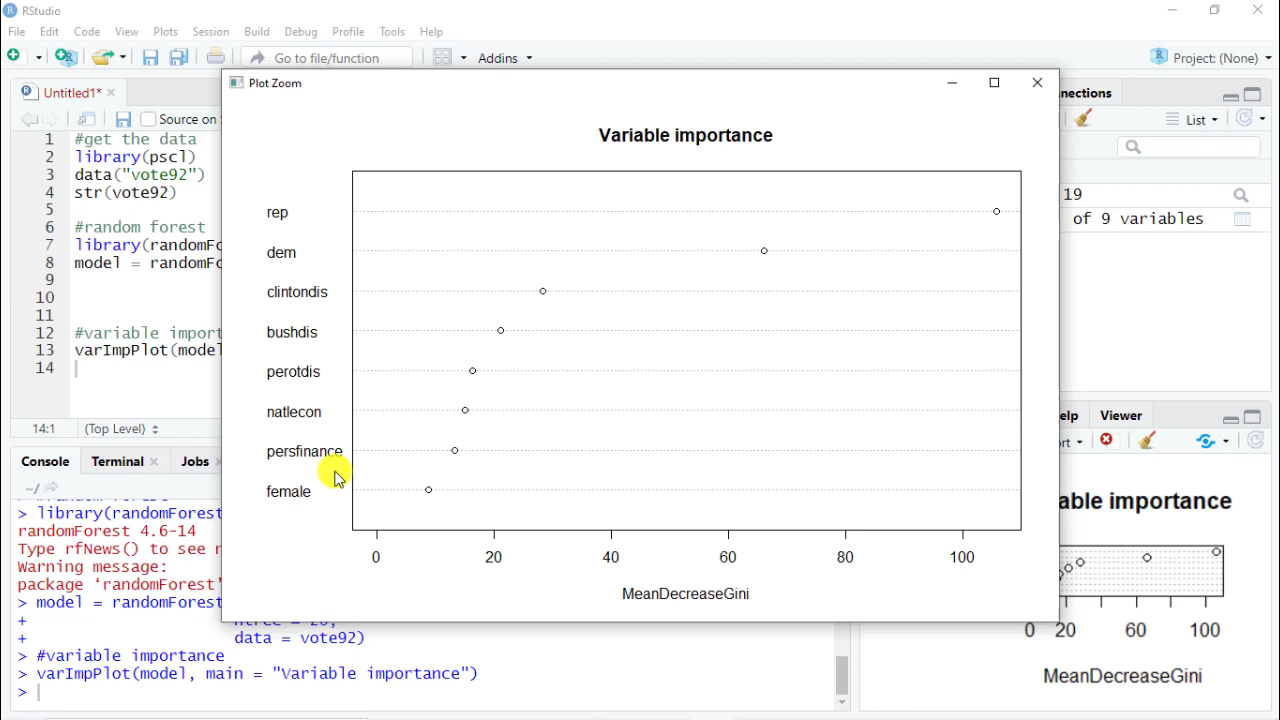 RStudio
File Edit Code View Plots Session Build Debug Profile Tools Help
Go to file/function Addins Project: (None)
Untitled1*
Source on
1 #get the data
2 library(pscl)
3 data("vote92")
4 str(vote92)
5
6 #random forest
7 library(randomFo
8 model = randomFo
9
10
11
12 #variable import
13 varImpPlot(model
14
14:1 (Top Level)
Console Terminal Jobs
~/
> library(randomForest
randomForest 4.6-14
Type rfNews() to see n
Warning message:
package ‘randomForest’
> model = randomForest
+ ntree = 20,
+ data = vote92)
> #variable importance
> varImpPlot(model, main = "Variable importance")
>
Plot Zoom
Variable importance
rep
dem
clintondis
bushdis
perotdis
natlecon
persfinance
female
0 20 40 60 80 100
MeanDecreaseGini
nnections
List
19
of 9 variables
elp Viewer
rt
able importance
0 20 60 100
MeanDecreaseGini